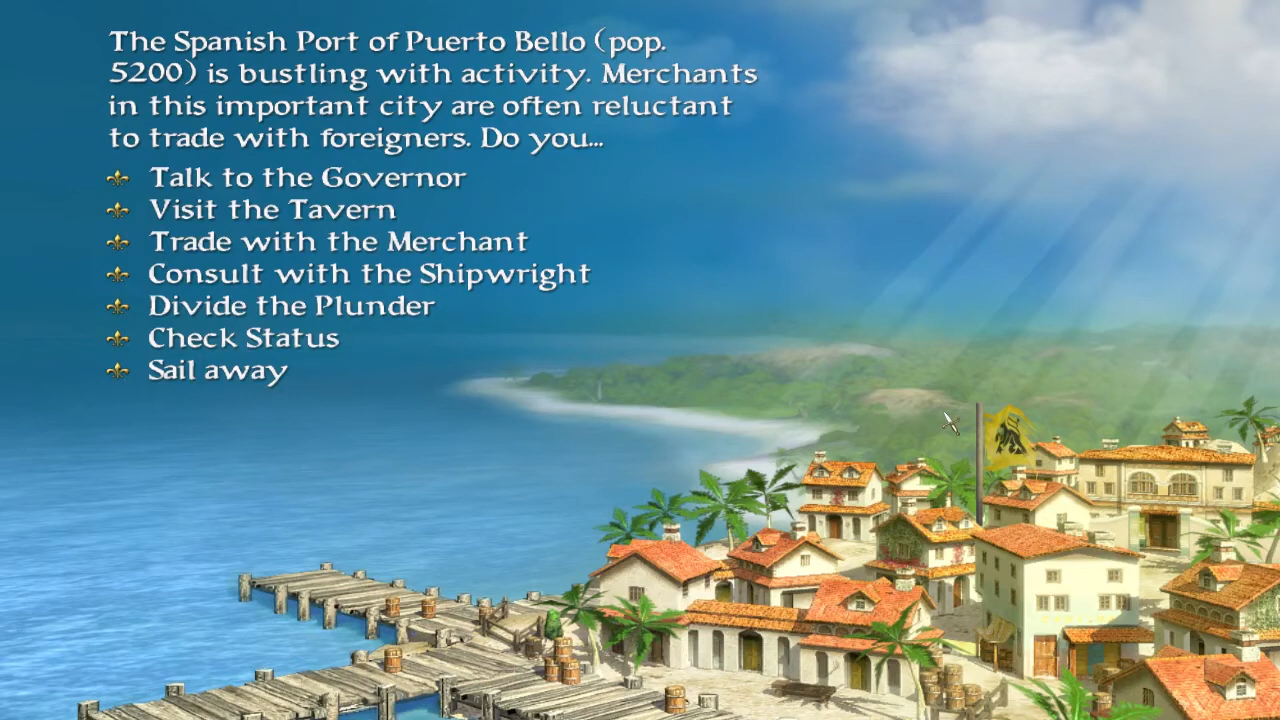 The Spanish Port of Puerto Bello (pop.
5200) is bustling with activity. Merchants
in this important city are often reluctant
to trade with foreigners. Do you...
Talk to the Governor
Visit the Tavern
Trade with the Merchant
Consult with the Shipwright
Divide the Plunder
Check Status
Sail away